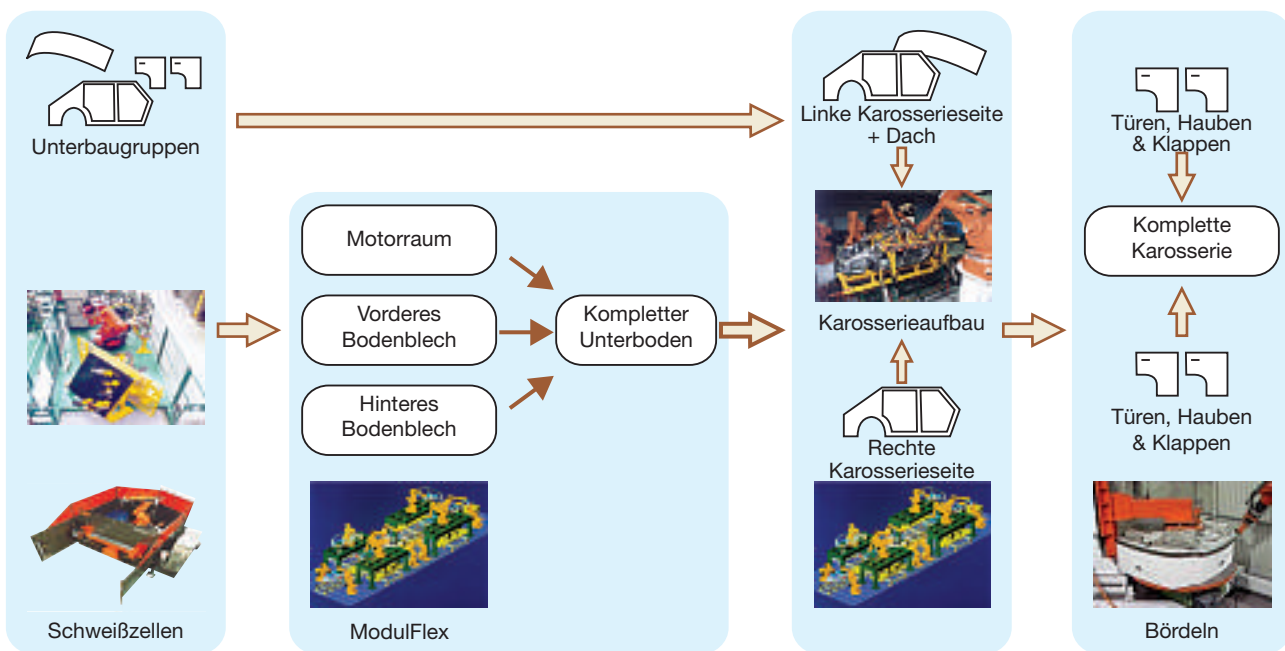 Unterbaugruppen
Schweißzellen
Motorraum
Vorderes
Bodenblech
Hinteres
Bodenblech
Kompletter
Unterboden
ModulFlex
Linke Karosserieseite
+ Dach
Karosserieaufbau
Rechte
Karosserieseite
Türen, Hauben
& Klappen
Komplette
Karosserie
Türen, Hauben
& Klappen
Bördeln